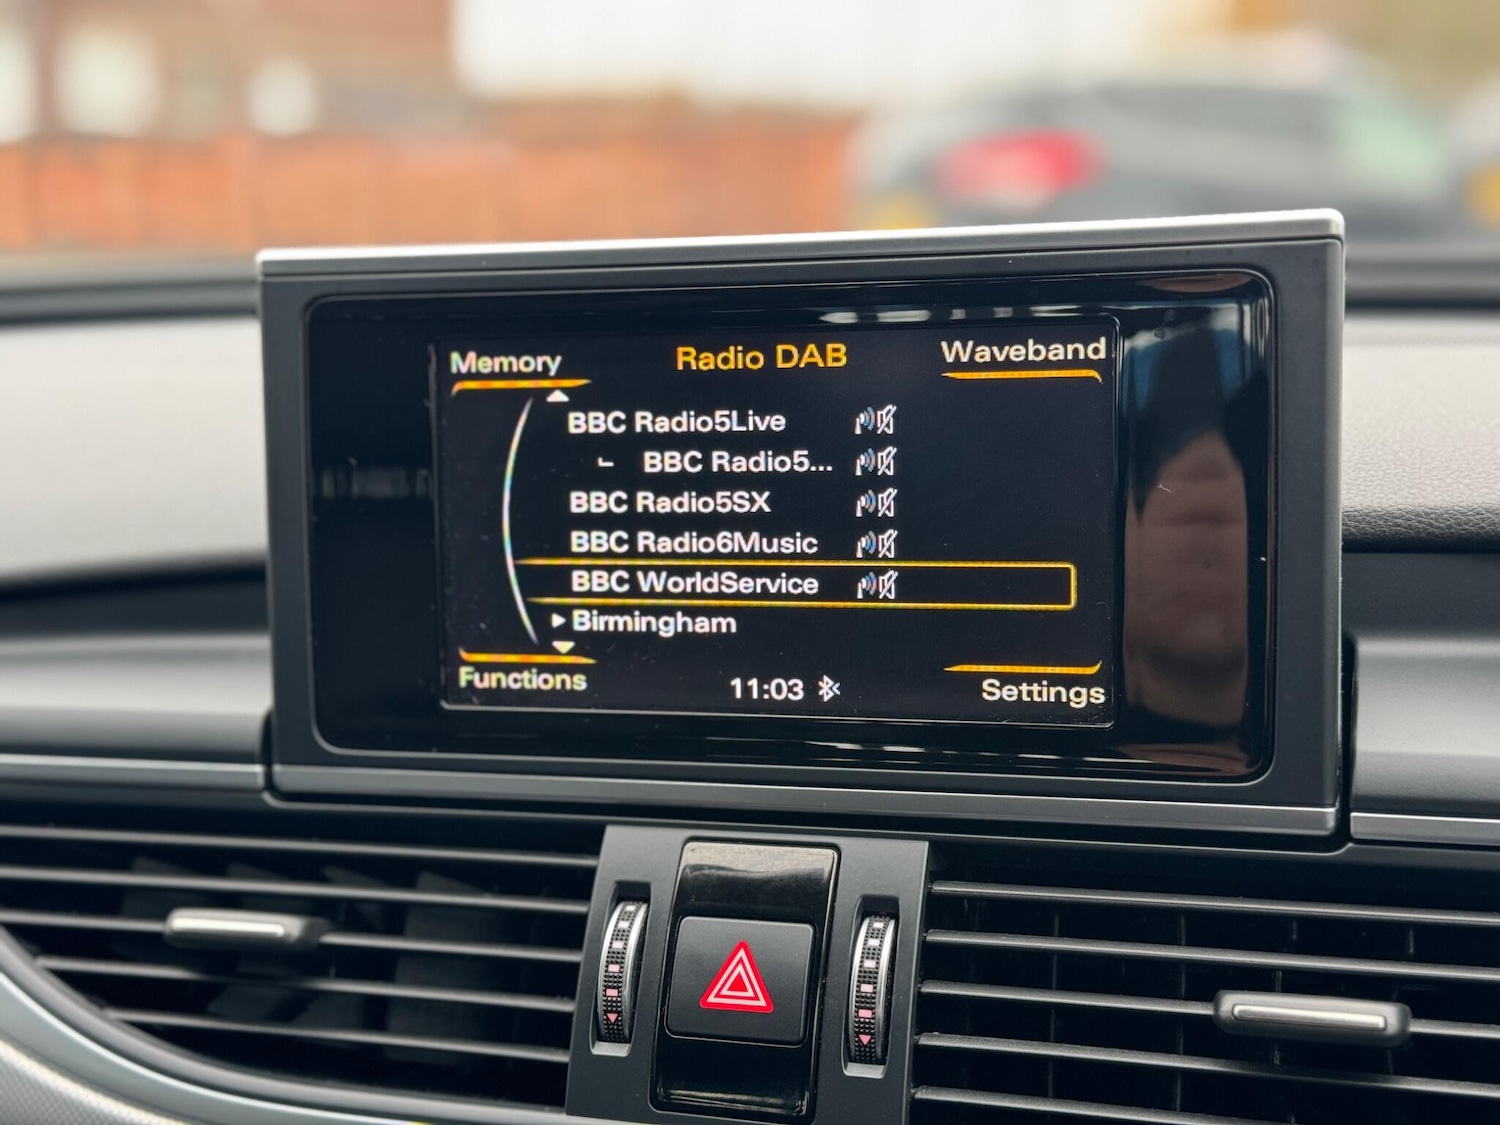 Memory
Radio DAB
Waveband
BBC Radio5Live
BBC Radio5...
BBC Radio5SX
BBC Radio6Music
BBC WorldService
Birmingham
Functions
11:03
Settings